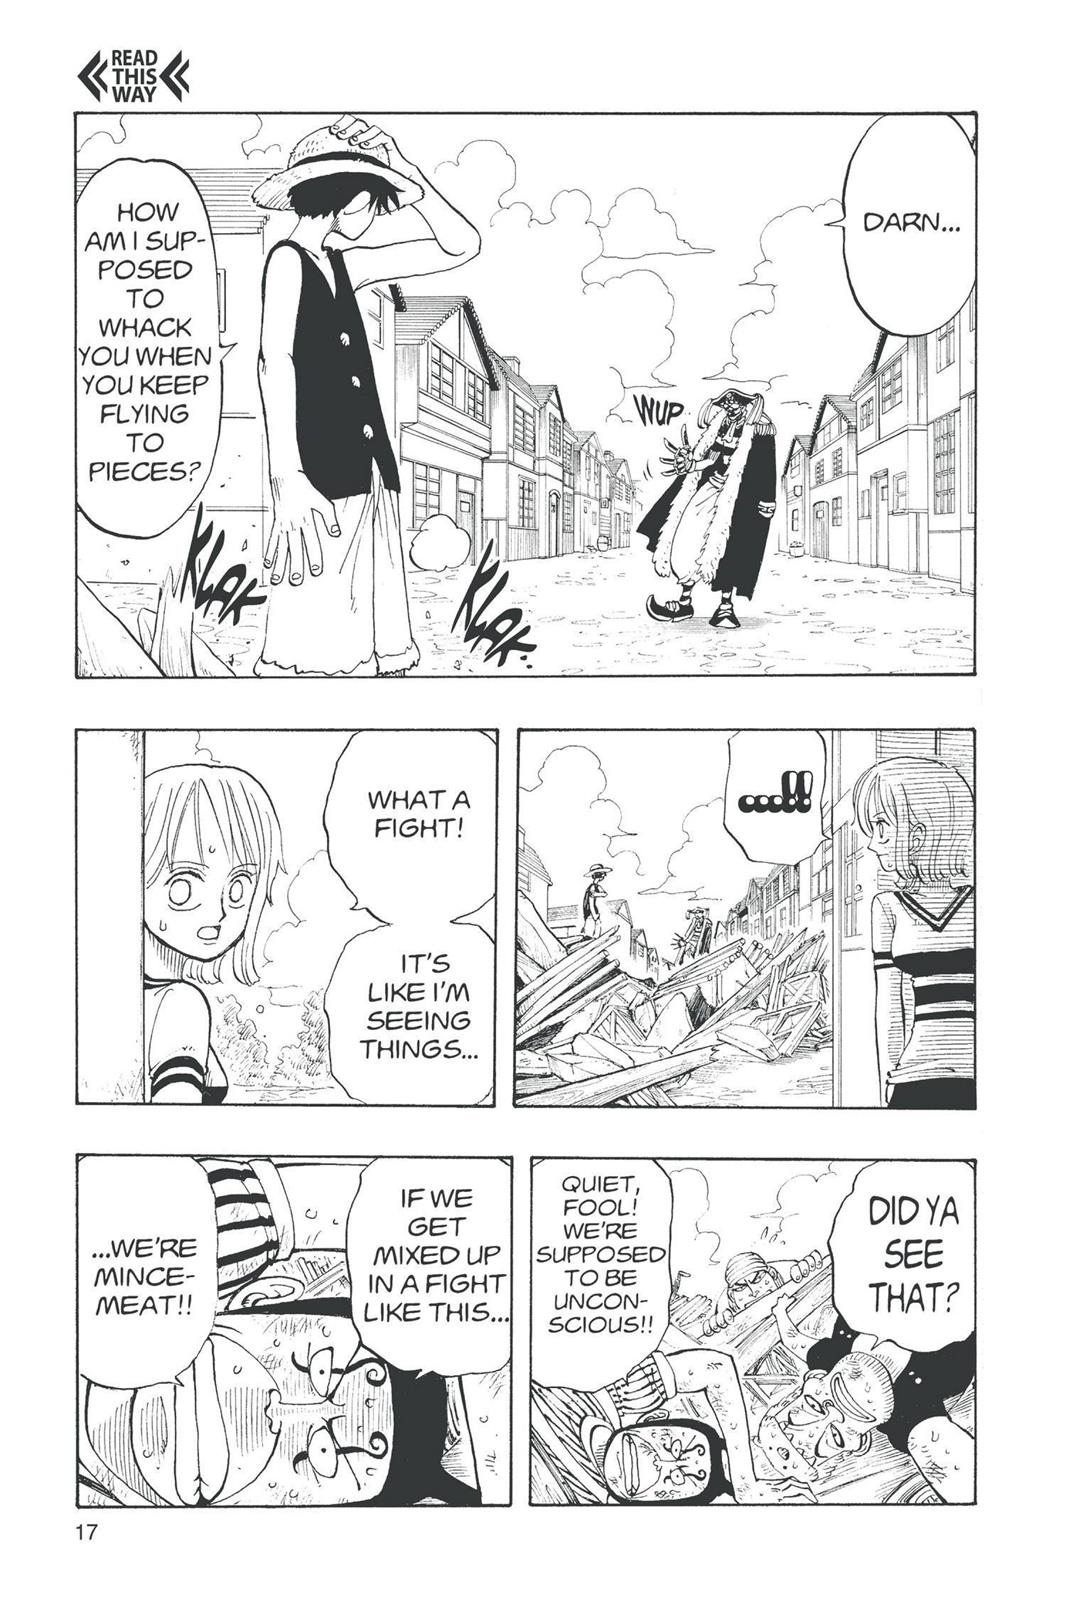 READ
THIS
WAY
DARN...
HOW
AM I SUP-
POSED
TO
WHACK
YOU WHEN
YOU KEEP
FLYING
TO
PIECES?
WUP
KLAK
KLAK.
....!!
WHAT A
FIGHT!
IT'S
LIKE I'M
SEEING
THINGS...
DID YA
SEE
THAT?
QUIET,
FOOL!
WE'RE
SUPPOSED
TO BE
UNCON-
SCIOUS!!
IF WE
GET
MIXED UP
IN A FIGHT
LIKE THIS...
...WE'RE
MINCE-
MEAT!!
17